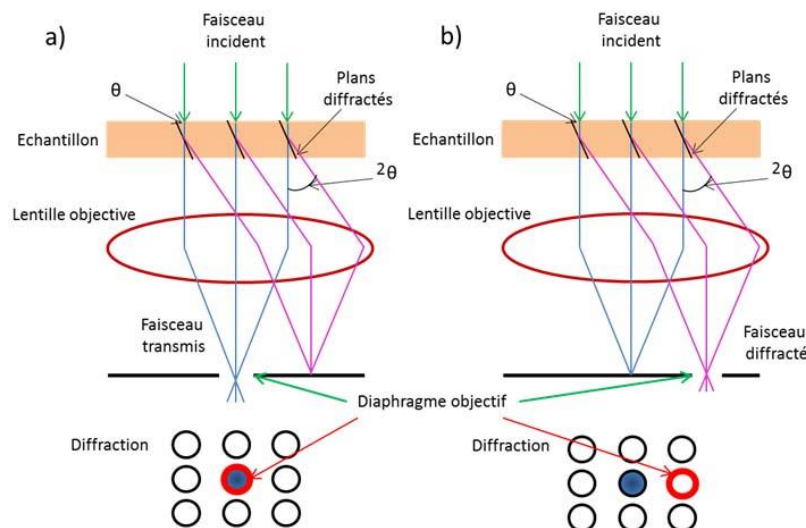 a)
Faisceau
incident
θ
Plans
diffractés
Echantillon
2θ
Lentille objective
Faisceau
transmis
b)
Faisceau
incident
θ
Plans
diffractés
Echantillon
2θ
Lentille objective
Faisceau
diffracté
Diaphragme objectif
Diffraction
Diffraction